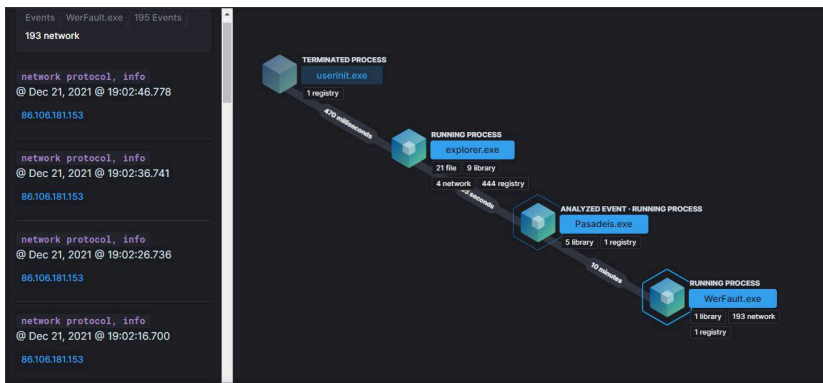 Events / WerFault.exe / 195 Events /
193 network
network protocol, info
@ Dec 21, 2021 @ 19:02:46.778
86.106.181.153
network protocol, info
@ Dec 21, 2021 @ 19:02:36.741
86.106.181.153
network protocol, info
@ Dec 21, 2021 @ 19:02:26.736
86.106.181.153
network protocol, info
@ Dec 21, 2021 @ 19:02:16.700
86.106.181.153
TERMINATED PROCESS
userinit.exe
1 registry
470 milliseconds
RUNNING PROCESS
explorer.exe
21 file 9 library
4 network 444 registry
seconds
ANALYZED EVENT · RUNNING PROCESS
Pasadeis.exe
5 library 1 registry
10 minutes
RUNNING PROCESS
WerFault.exe
1 library 193 network
1 registry